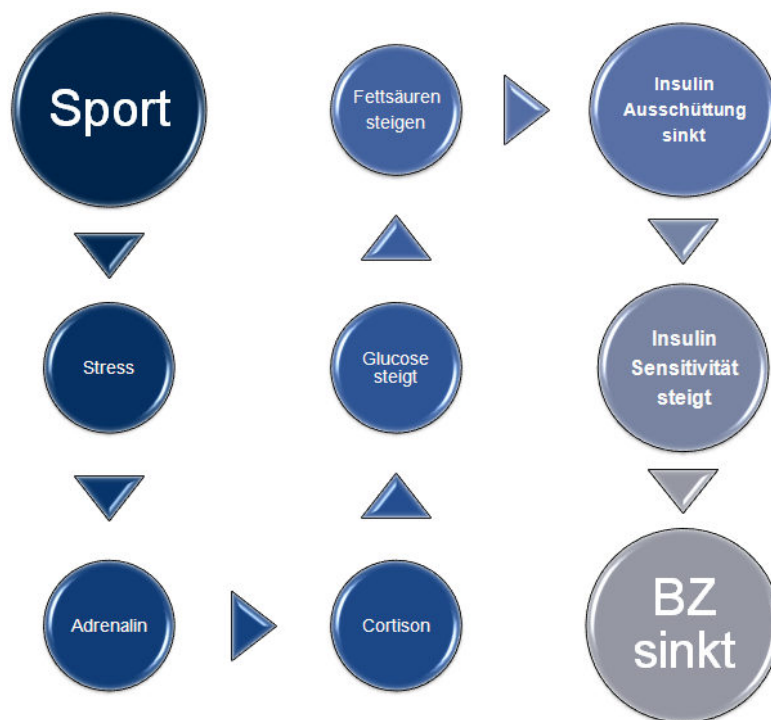 Sport
Stress
Adrenalin
Cortison
Glucose
steigt
Fettsäuren
steigen
Insulin
Ausschüttung
sinkt
Insulin
Sensitivität
steigt
BZ
sinkt